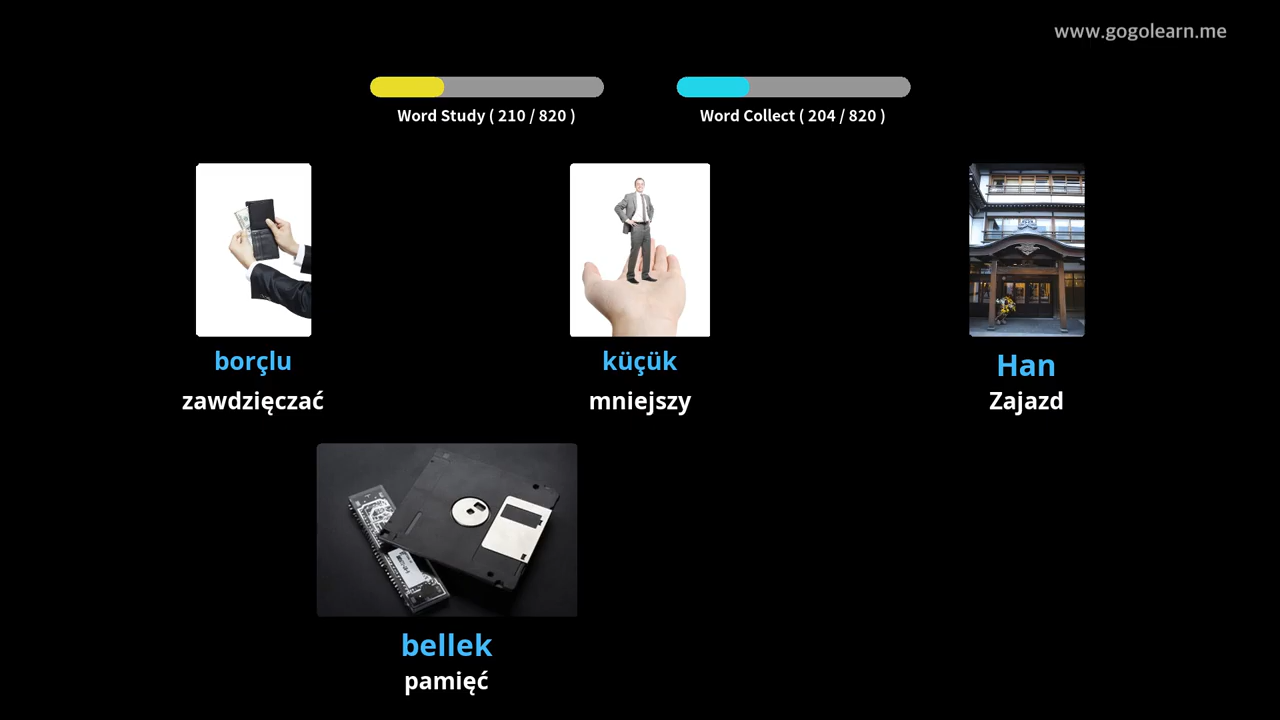 www.gogolearn.me
Word Study ( 210 / 820 )
Word Collect ( 204 / 820 )
borçlu
zawdzięczać
küçük
mniejszy
Han
Zajazd
bellek
pamięć